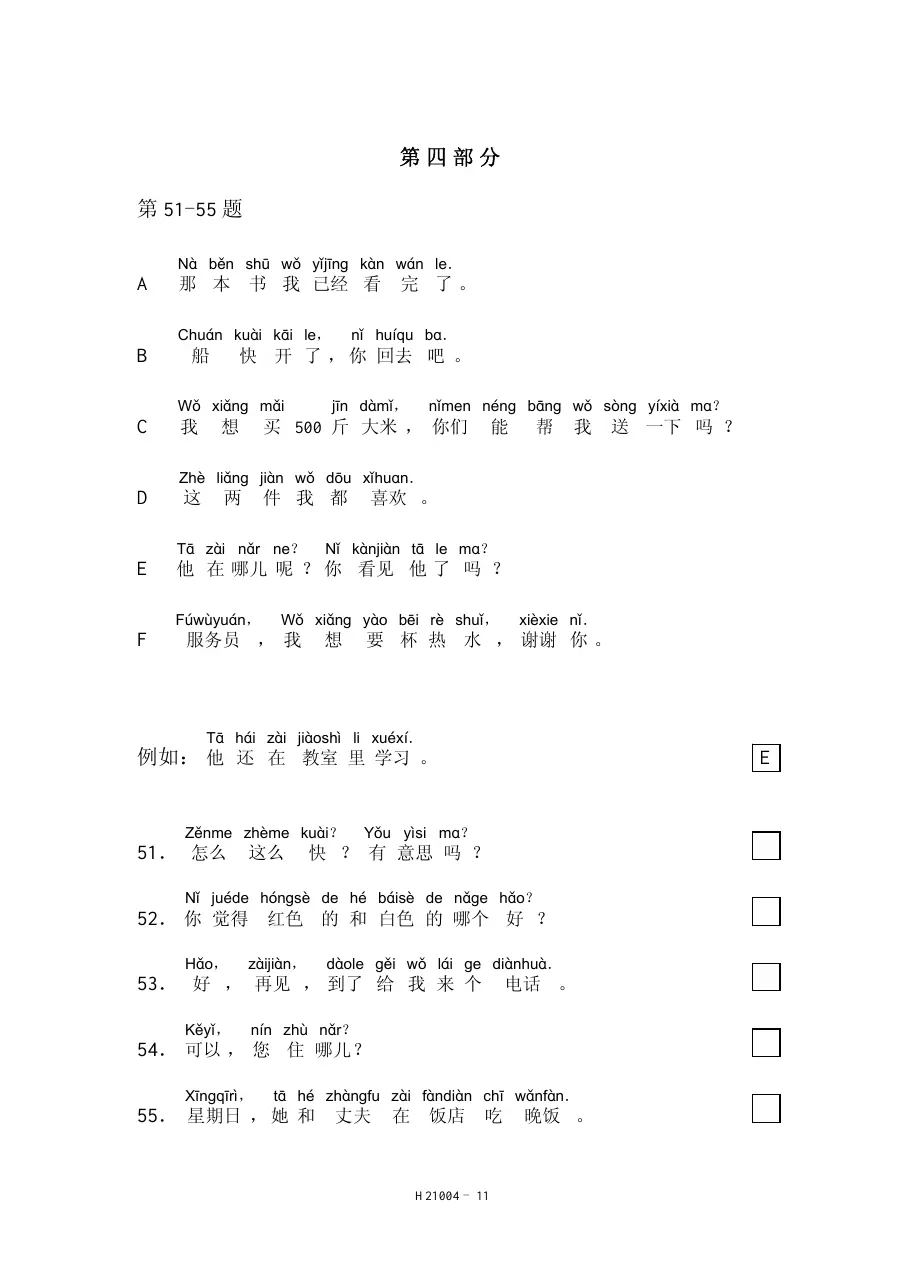 第四部分
第 51-55 题
Nà běn shū wǒ yǐjīng kàn wán le.
A 那本书我已经看完了。
Chuán kuài kāi le, nǐ huíqu ba.
B 船快开了,你回去吧。
Wǒ xiǎng mǎi jīn dàmǐ, nǐmen néng bāng wǒ sòng yíxià ma?
C 我想买 500 斤大米,你们能帮我送一下吗?
Zhè liǎng jiàn wǒ dōu xǐhuan.
D 这两件我都喜欢。
Tā zài nǎr ne? Nǐ kànjiàn tā le ma?
E 他在哪儿呢?你看见他了吗?
Fúwùyuán, Wǒ xiǎng yào bēi rè shuǐ, xièxie nǐ.
F 服务员,我想要杯热水,谢谢你。
Tā hái zài jiàoshì li xuéxí.
例如: 他还在教室里学习。 E
Zěnme zhème kuài? Yǒu yìsi ma?
51. 怎么这么快?有意思吗?
Nǐ juéde hóngsè de hé báisè de nǎge hǎo?
52. 你觉得红色的和白色的哪个好?
Hǎo, zàijiàn, dàole gěi wǒ lái ge diànhuà.
53. 好,再见,到了给我来个电话。
Kěyǐ, nín zhù nǎr?
54. 可以,您住哪儿?
Xīngqīrì, tā hé zhàngfu zài fàndiàn chī wǎnfàn.
55. 星期日,她和丈夫在饭店吃晚饭。
H21004 - 11